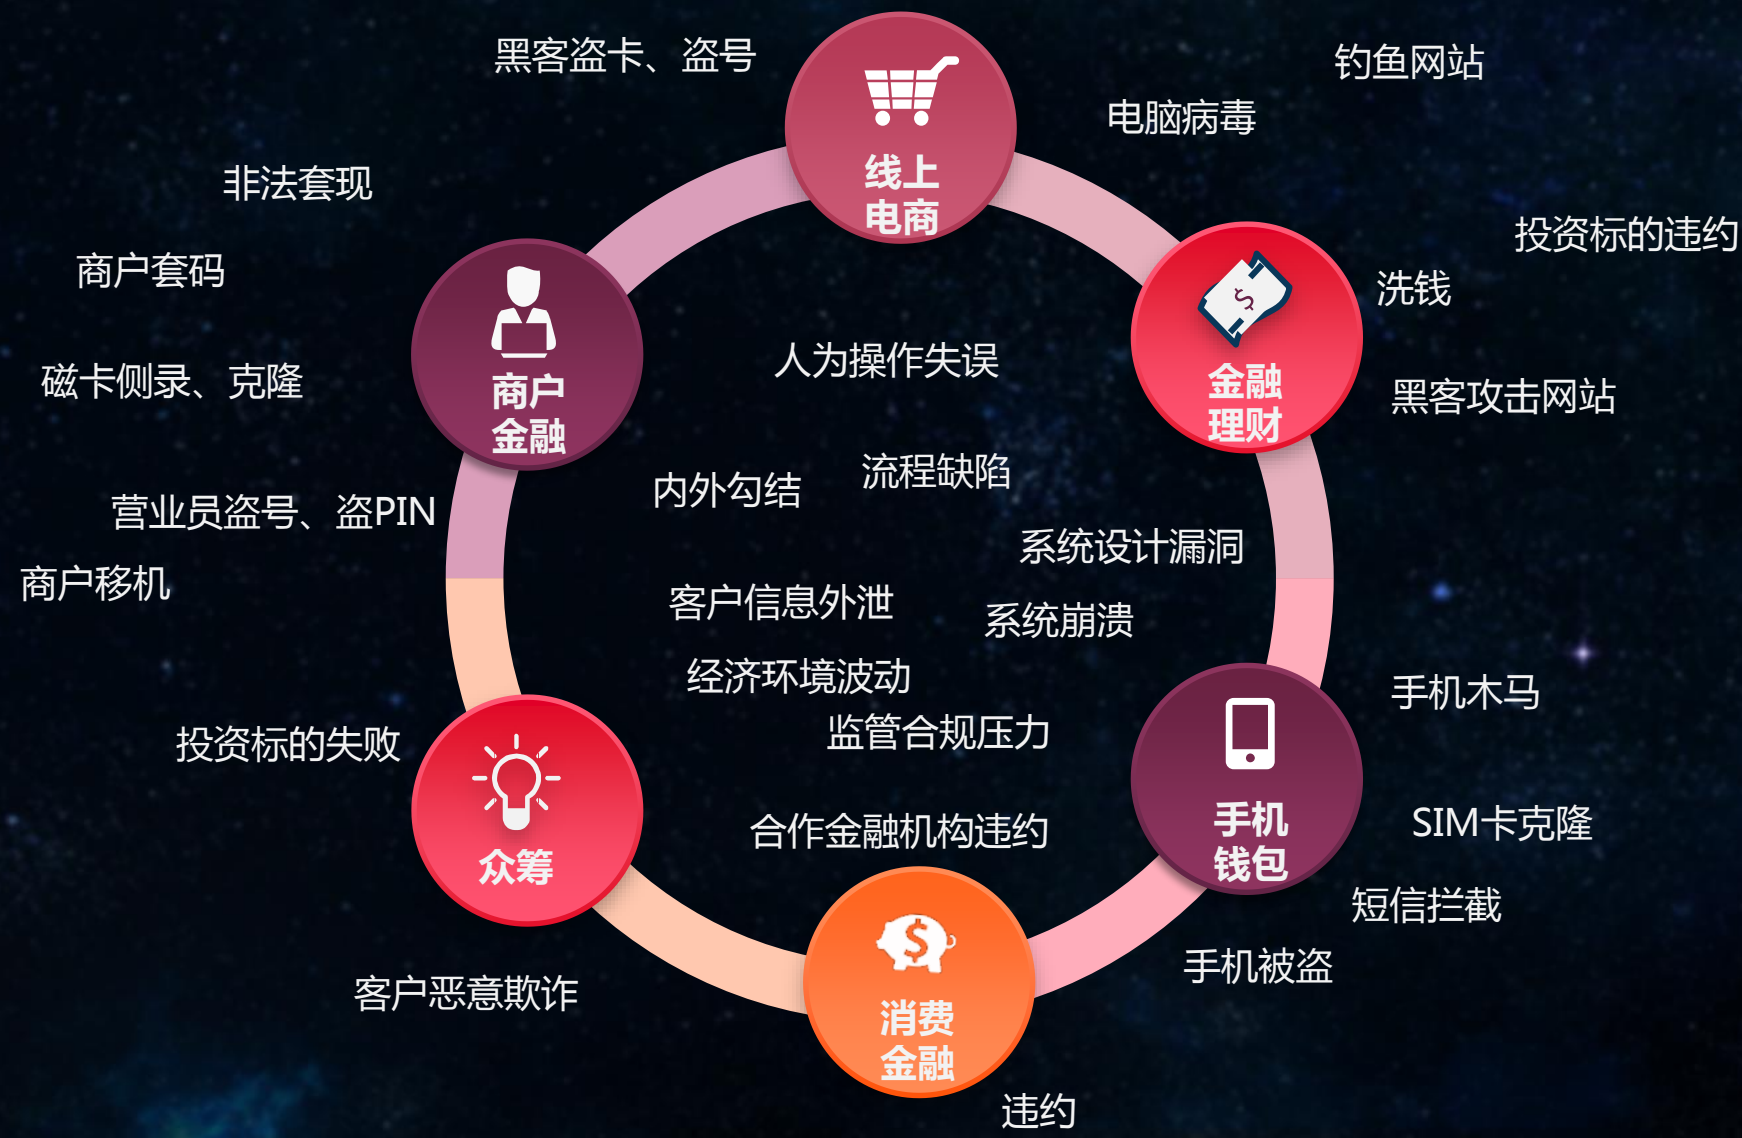 黑客盗卡、盗号
钓鱼网站
电脑病毒
线上
电商
非法套现
投资标的违约
商户套码
洗钱
人为操作失误
磁卡侧录、克隆
商户
金融
金融
理财
黑客攻击网站
内外勾结
流程缺陷
营业员盗号、盗PIN
系统设计漏洞
商户移机
客户信息外泄
系统崩溃
经济环境波动
手机木马
监管合规压力
投资标的失败
合作金融机构违约
手机
钱包
SIM卡克隆
众筹
短信拦截
手机被盗
客户恶意欺诈
消费
金融
违约